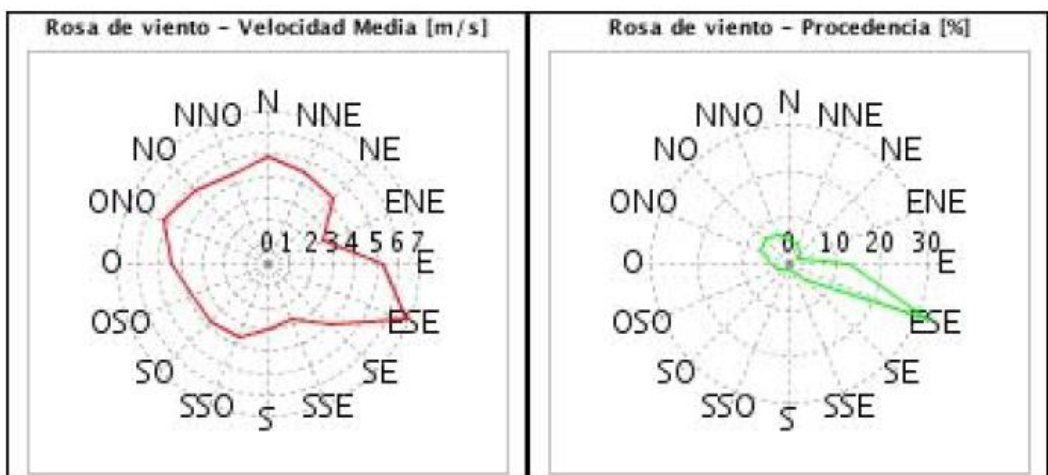 Rosa de viento – Velocidad Media [m/s]
N
NNO NNE
NO NE
ONO ENE
0 1 2 3 4 5 6 7
O E
OSO ESE
SO SE
SSO SSE
S
Rosa de viento – Procedencia [%]
N
NNO NNE
NO NE
ONO ENE
0 10 20 30
O E
OSO ESE
SO SE
SSO SSE
S